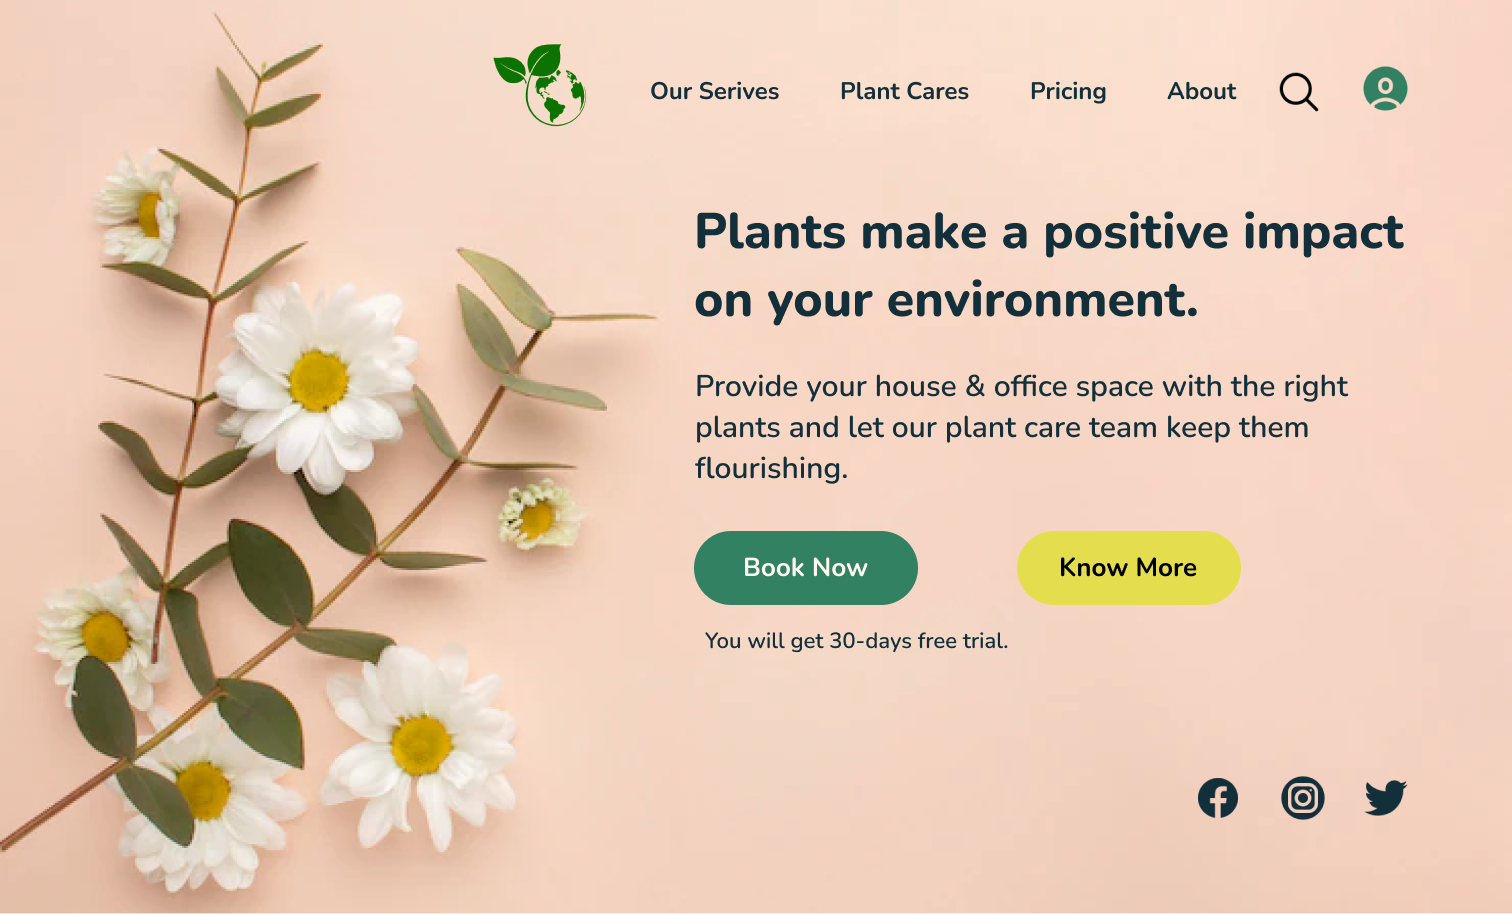 Our Serives
Plant Cares
Pricing
About
Plants make a positive impact
on your environment.
Provide your house & office space with the right
plants and let our plant care team keep them
flourishing.
Book Now
Know More
You will get 30-days free trial.